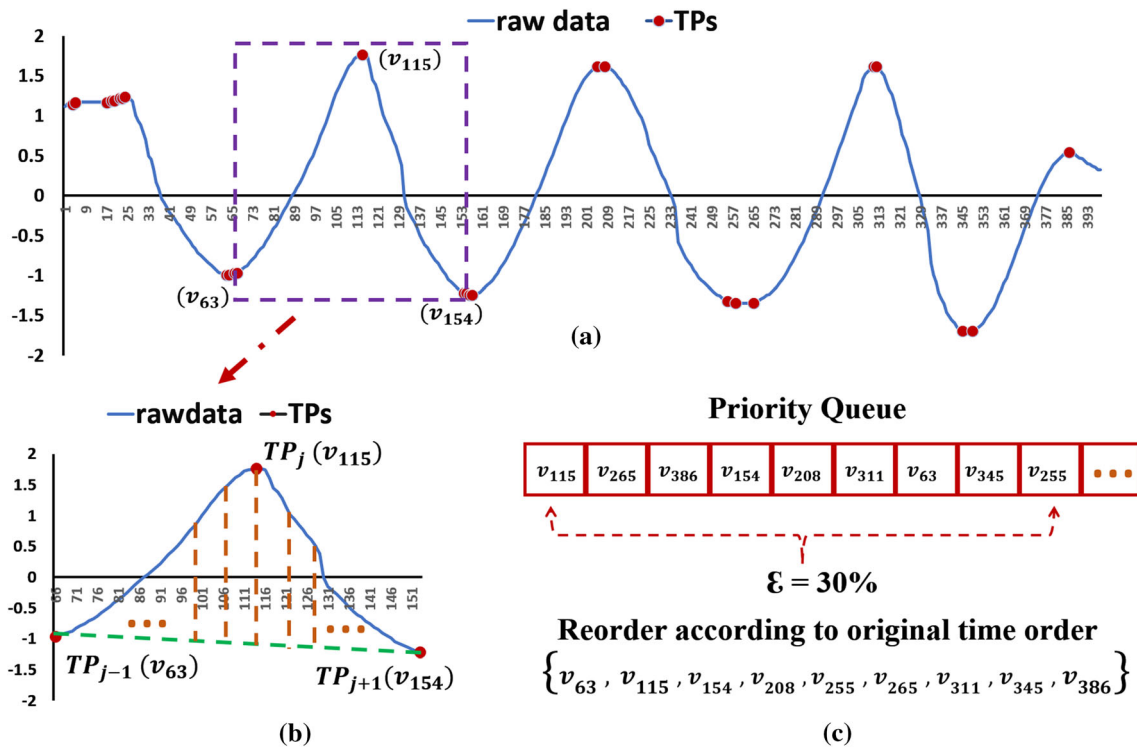 raw data TPs
2
1.5
1
0.5
0
-0.5
-1
-1.5
-2
1 9 17 25 33 41 49 57 65 73 81 89 97 105 113 121 129 137 145 153 161 169 177 185 193 201 209 217 225 233 241 249 257 265 273 281 289 297 305 313 321 329 337 345 353 361 369 377 385 393
(v₁₁₅)
(v₆₃)
(v₁₅₄)
(a)
rawdata TPs
2
1.5
1
0.5
0
-0.5
-1
-1.5
-2
66 71 76 81 86 91 96 101 106 111 116 121 126 131 136 141 146 151
TPⱼ (v₁₁₅)
TPⱼ₋₁ (v₆₃)
TPⱼ₊₁(v₁₅₄)
(b)
Priority Queue
v₁₁₅ v₂₆₅ v₃₈₆ v₁₅₄ v₂₀₈ v₃₁₁ v₆₃ v₃₄₅ v₂₅₅
Ɛ = 30%
Reorder according to original time order
{v₆₃ , v₁₁₅ , v₁₅₄ , v₂₀₈ , v₂₅₅ , v₂₆₅ , v₃₁₁ , v₃₄₅ , v₃₈₆}
(c)